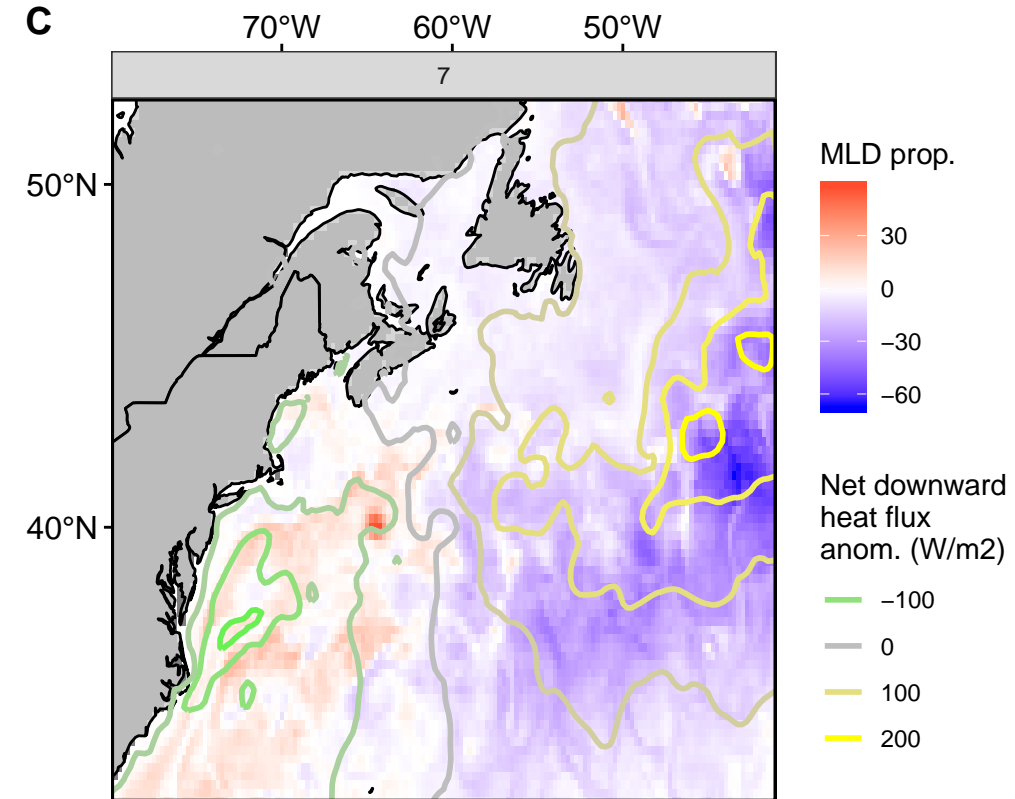 C
70°W 60°W 50°W
7
50°N
40°N
MLD prop.
30
0
−30
−60
Net downward
heat flux
anom. (W/m2)
−100
0
100
200